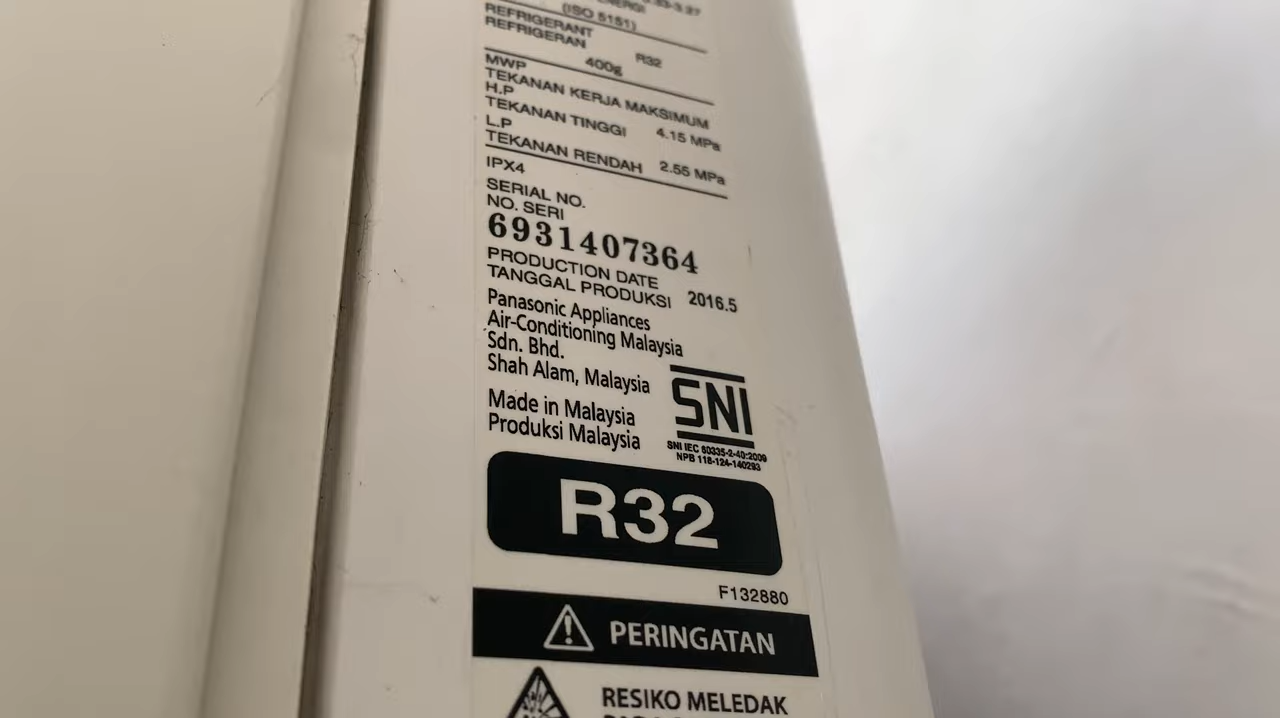 ENERGI
(ISO 5151)
REFRIGERANT
REFRIGERAN
400g R32
MWP
TEKANAN KERJA MAKSIMUM
H.P
TEKANAN TINGGI 4.15 MPa
L.P
TEKANAN RENDAH 2.55 MPa
IPX4
SERIAL NO.
NO. SERI
6931407364
PRODUCTION DATE
TANGGAL PRODUKSI 2016.5
Panasonic Appliances
Air-Conditioning Malaysia
Sdn. Bhd.
Shah Alam, Malaysia
Made in Malaysia
Produksi Malaysia
SNI
SNI IEC 60335-2-40:2009
NPB 118-124-140293
R32
F132880
PERINGATAN
RESIKO MELEDAK